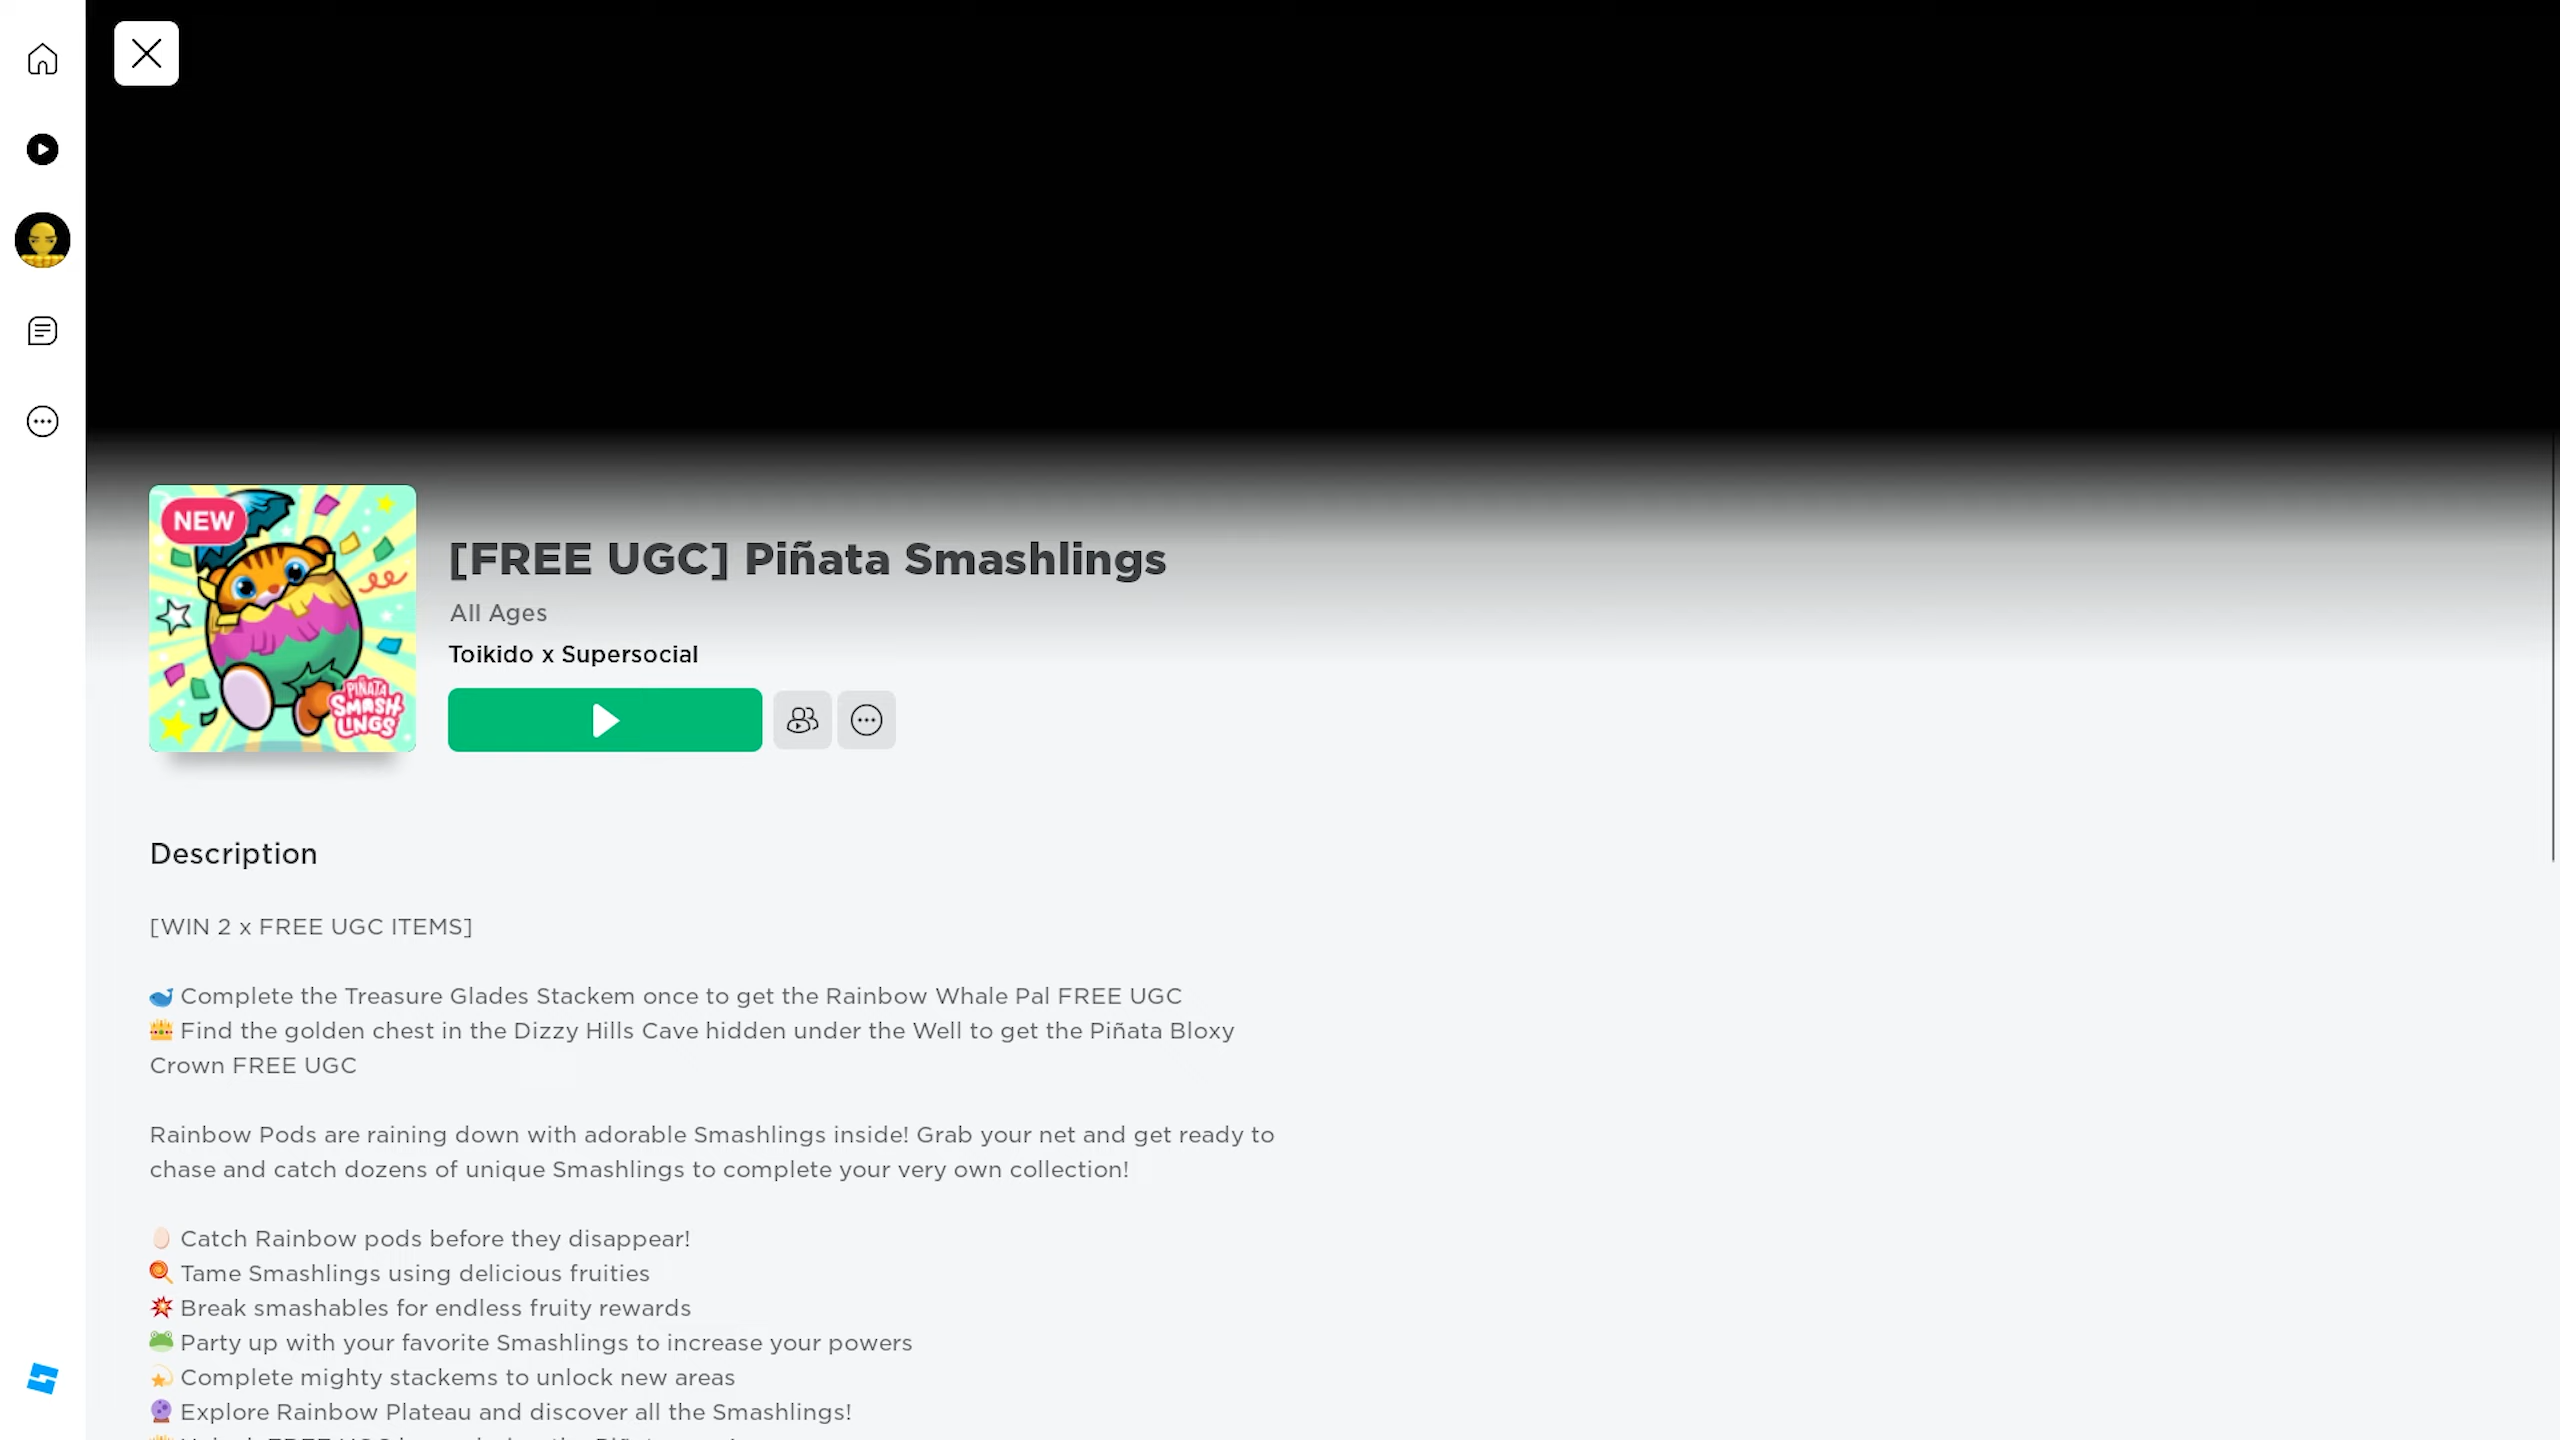 NEW
PIÑATA
SMASH
LINGS
[FREE UGC] Piñata Smashlings
All Ages
Toikido x Supersocial
Description
[WIN 2 x FREE UGC ITEMS]
🐳 Complete the Treasure Glades Stackem once to get the Rainbow Whale Pal FREE UGC
👑 Find the golden chest in the Dizzy Hills Cave hidden under the Well to get the Piñata Bloxy
Crown FREE UGC
Rainbow Pods are raining down with adorable Smashlings inside! Grab your net and get ready to
chase and catch dozens of unique Smashlings to complete your very own collection!
🥚 Catch Rainbow pods before they disappear!
🍭 Tame Smashlings using delicious fruities
💥 Break smashables for endless fruity rewards
🐸 Party up with your favorite Smashlings to increase your powers
💫 Complete mighty stackems to unlock new areas
🔮 Explore Rainbow Plateau and discover all the Smashlings!